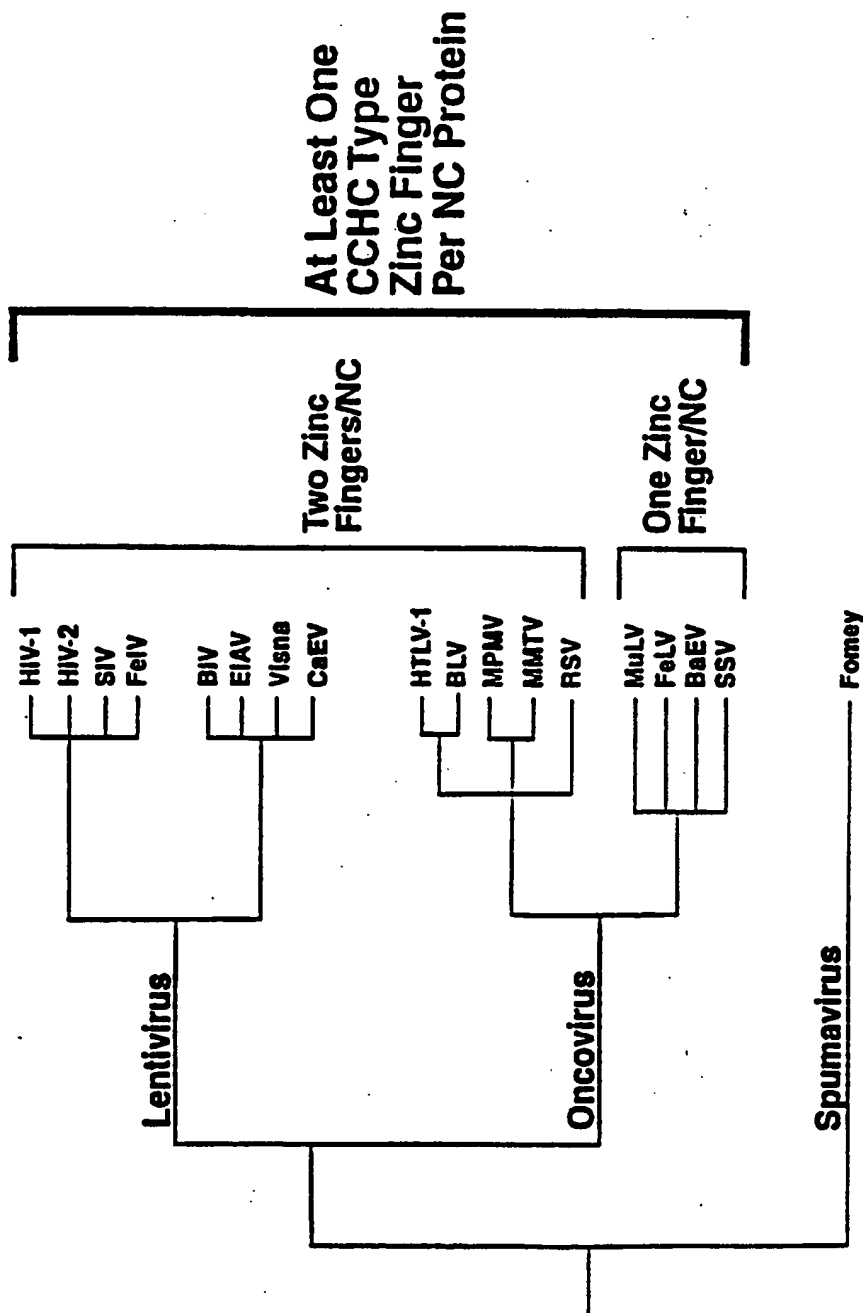 At Least One
CCHC Type
Zinc Finger
Per NC Protein
Two Zinc
Fingers/NC
One Zinc
Finger/NC
HIV-1
HIV-2
SIV
FeIV
BIV
EIAV
Visna
CaEV
HTLV-1
BLV
MPMV
MMTV
RSV
MuLV
FeLV
BaEV
SSV
Fomey
Lentivirus
Oncovirus
Spumavirus